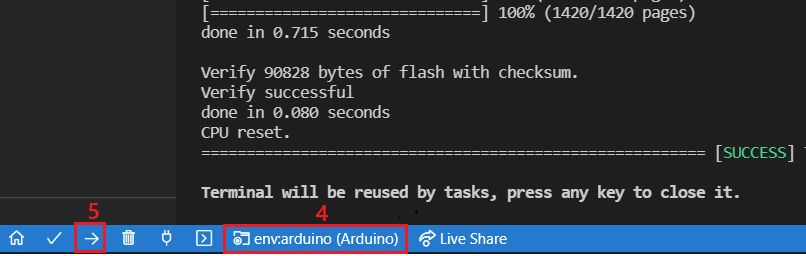 [==============================] 100% (1420/1420 pages)
done in 0.715 seconds
Verify 90828 bytes of flash with checksum.
Verify successful
done in 0.080 seconds
CPU reset.
======================================================== [SUCCESS]
Terminal will be reused by tasks, press any key to close it.
5
4
env:arduino (Arduino)
Live Share